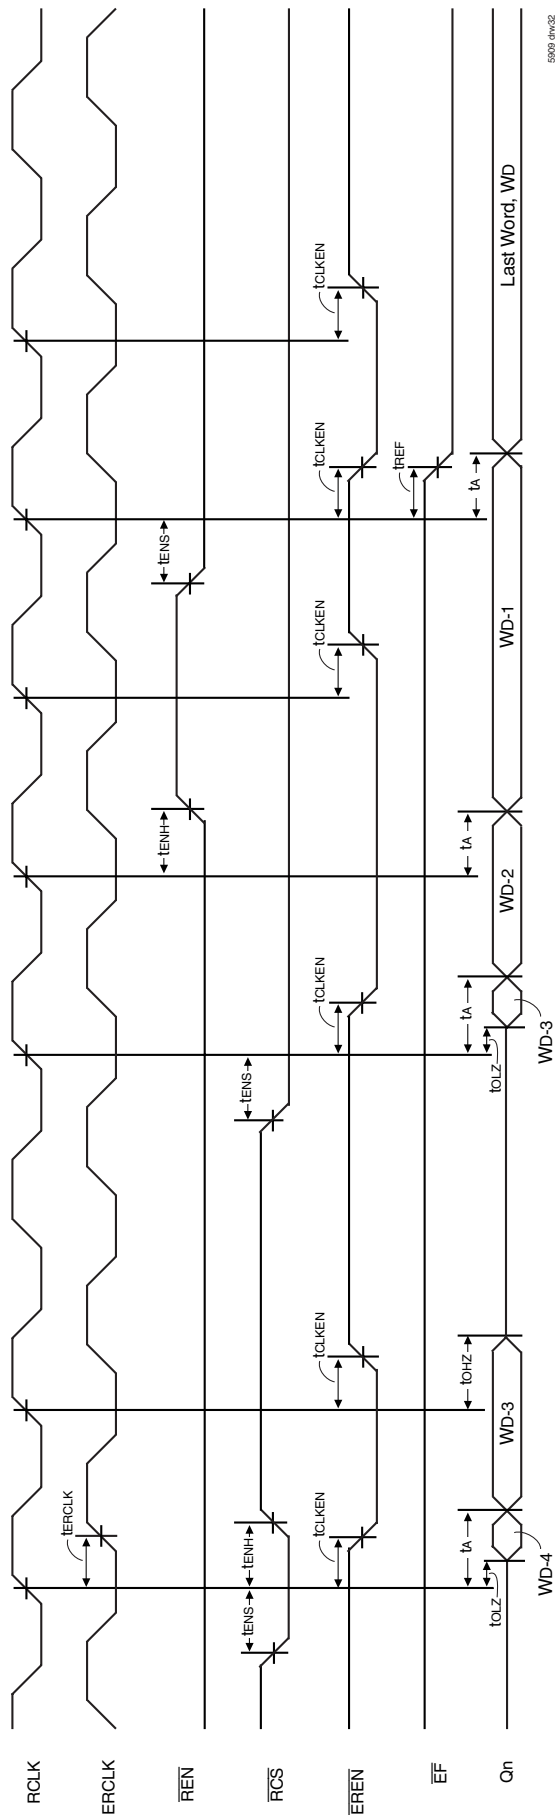 RCLK
tERCLK
ERCLK
REN
tENH
tENS
RCS
tENS
tENH
tENS
EREN
tCLKEN
tCLKEN
tCLKEN
tCLKEN
tCLKEN
tCLKEN
EF
tREF
tA
tOHZ
tA
tA
tA
Qn
WD-3
WD-2
WD-1
Last Word, WD
tOLZ
tOLZ
WD-4
WD-3
5909 drw32